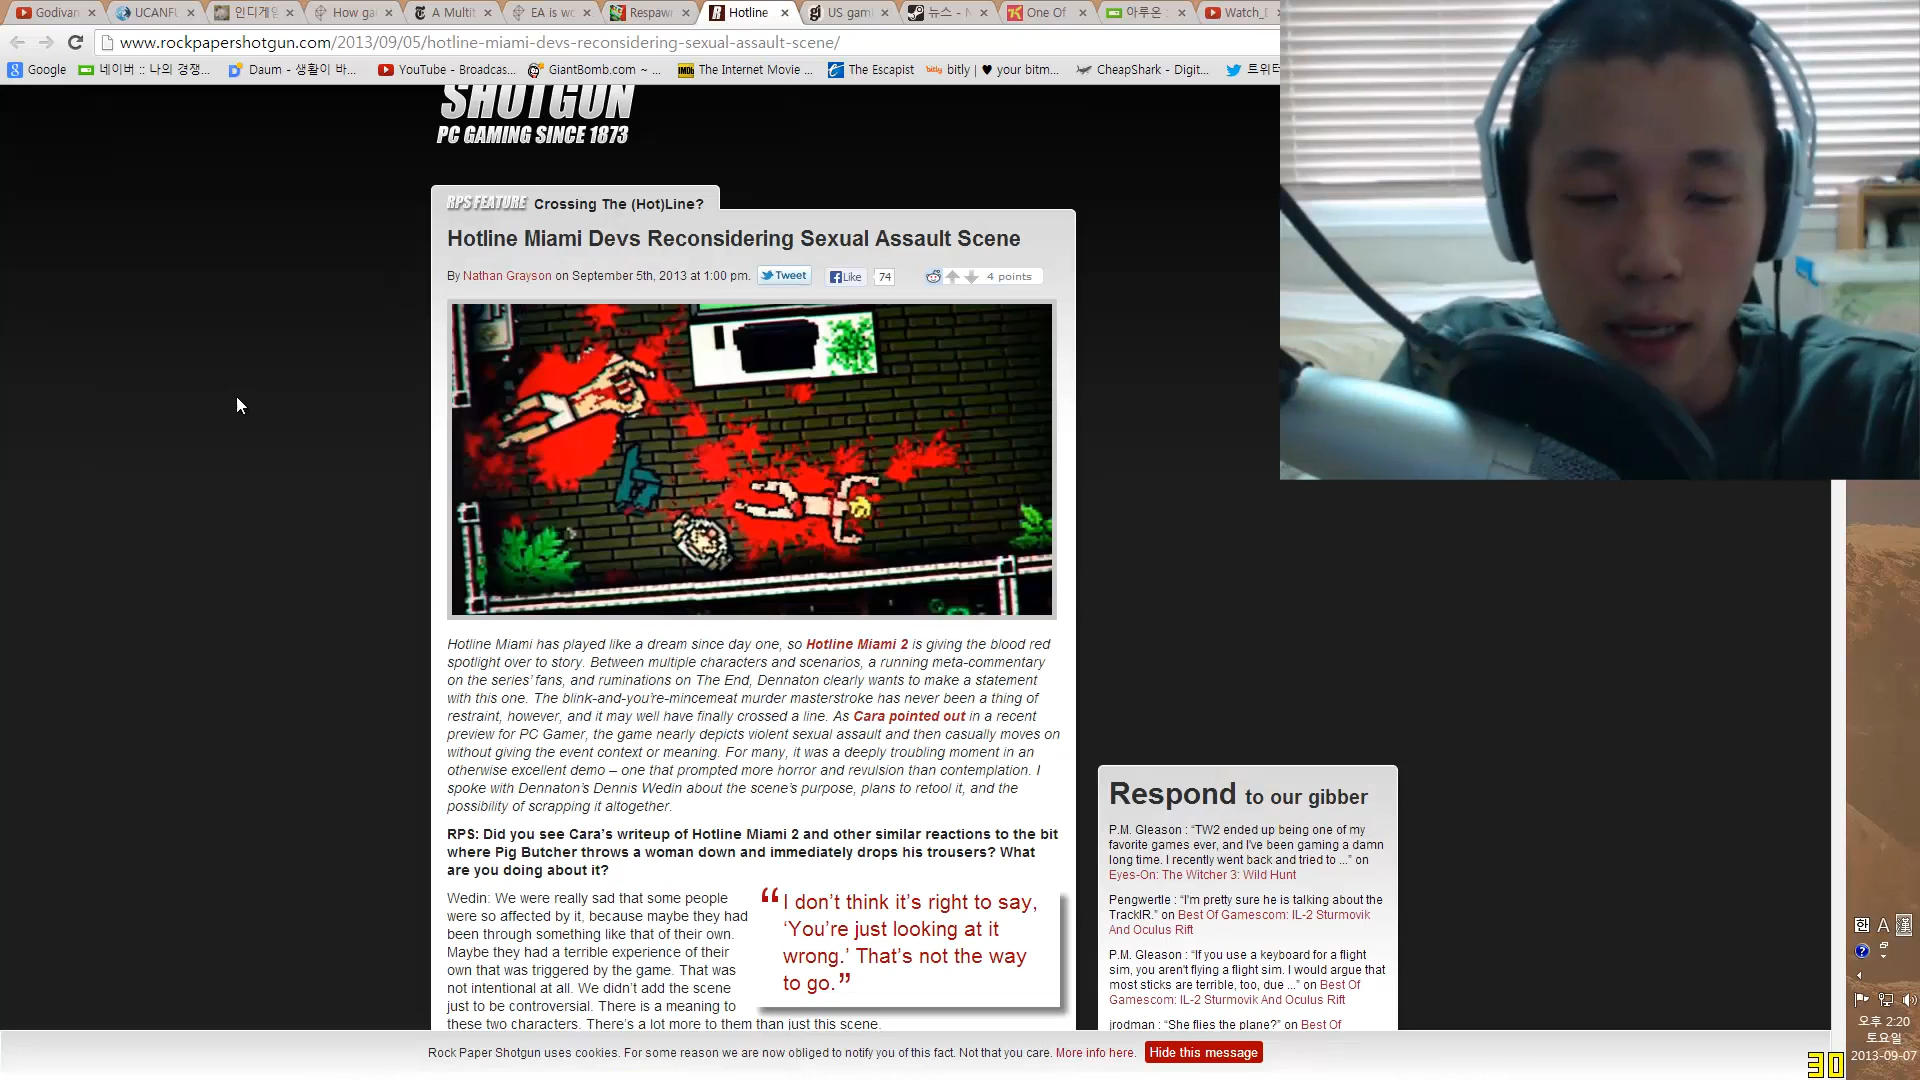 Godivan
UCANFU
인디게임
How ga
A Multit
EA is wo
Respawn
Hotline
US gam
뉴스 - N
One Of
아루온
Watch_D
www.rockpapershotgun.com/2013/09/05/hotline-miami-devs-reconsidering-sexual-assault-scene/
Google
네이버 :: 나의 경쟁...
Daum - 생활이 바...
YouTube - Broadcas...
GiantBomb.com ~ ...
The Internet Movie ...
The Escapist
bitly | ♥ your bitm...
CheapShark - Digit...
트위터
SHOTGUN
PC GAMING SINCE 1873
RPS FEATURE Crossing The (Hot)Line?
Hotline Miami Devs Reconsidering Sexual Assault Scene
By Nathan Grayson on September 5th, 2013 at 1:00 pm.
Tweet
Like
74
4 points
Hotline Miami has played like a dream since day one, so Hotline Miami 2 is giving the blood red
spotlight over to story. Between multiple characters and scenarios, a running meta-commentary
on the series’ fans, and ruminations on The End, Dennaton clearly wants to make a statement
with this one. The blink-and-you’re-mincemeat murder masterstroke has never been a thing of
restraint, however, and it may well have finally crossed a line. As Cara pointed out in a recent
preview for PC Gamer, the game nearly depicts violent sexual assault and then casually moves on
without giving the event context or meaning. For many, it was a deeply troubling moment in an
otherwise excellent demo – one that prompted more horror and revulsion than contemplation. I
spoke with Dennaton’s Dennis Wedin about the scene’s purpose, plans to retool it, and the
possibility of scrapping it altogether.
RPS: Did you see Cara’s writeup of Hotline Miami 2 and other similar reactions to the bit
where Pig Butcher throws a woman down and immediately drops his trousers? What
are you doing about it?
Wedin: We were really sad that some people
were so affected by it, because maybe they had
been through something like that of their own.
Maybe they had a terrible experience of their
own that was triggered by the game. That was
not intentional at all. We didn’t add the scene
just to be controversial. There is a meaning to
these two characters. There’s a lot more to them than just this scene.
“I don’t think it’s right to say,
‘You’re just looking at it
wrong.’ That’s not the way
to go.”
Respond to our gibber
P.M. Gleason : “TW2 ended up being one of my
favorite games ever, and I've been gaming a damn
long time. I recently went back and tried to ...” on
Eyes-On: The Witcher 3: Wild Hunt
Pengwertle : “I'm pretty sure he is talking about the
TrackIR.” on Best Of Gamescom: IL-2 Sturmovik
And Oculus Rift
P.M. Gleason : “If you use a keyboard for a flight
sim, you aren't flying a flight sim. I would argue that
most sticks are terrible, too, due ...” on Best Of
Gamescom: IL-2 Sturmovik And Oculus Rift
jrodman : “She flies the plane?” on Best Of
Rock Paper Shotgun uses cookies. For some reason we are now obliged to notify you of this fact. Not that you care. More info here.
Hide this message
한 A 漢
오후 2:20
토요일
2013-09-07
30